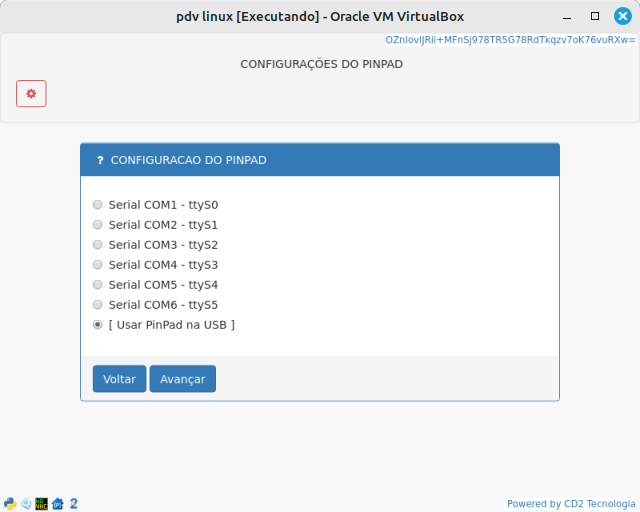 pdv linux [Executando] - Oracle VM VirtualBox
CONFIGURAÇÕES DO PINPAD
? CONFIGURACAO DO PINPAD
Serial COM1 - ttyS0
Serial COM2 - ttyS1
Serial COM3 - ttyS2
Serial COM4 - ttyS3
Serial COM5 - ttyS4
Serial COM6 - ttyS5
[ Usar PinPad na USB ]
Voltar Avançar
Powered by CD2 Tecnologia